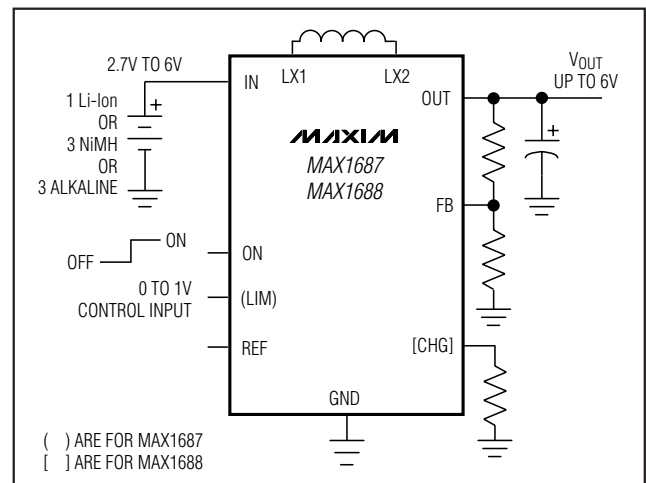 2.7V TO 6V
1 Li-Ion
OR
3 NiMH
OR
3 ALKALINE
+
IN
LX1
LX2
OUT
VOUT
UP TO 6V
+
MAXIM
MAX1687
MAX1688
FB
OFF
ON
ON
0 TO 1V
CONTROL INPUT
(LIM)
REF
[CHG]
GND
( ) ARE FOR MAX1687
[ ] ARE FOR MAX1688